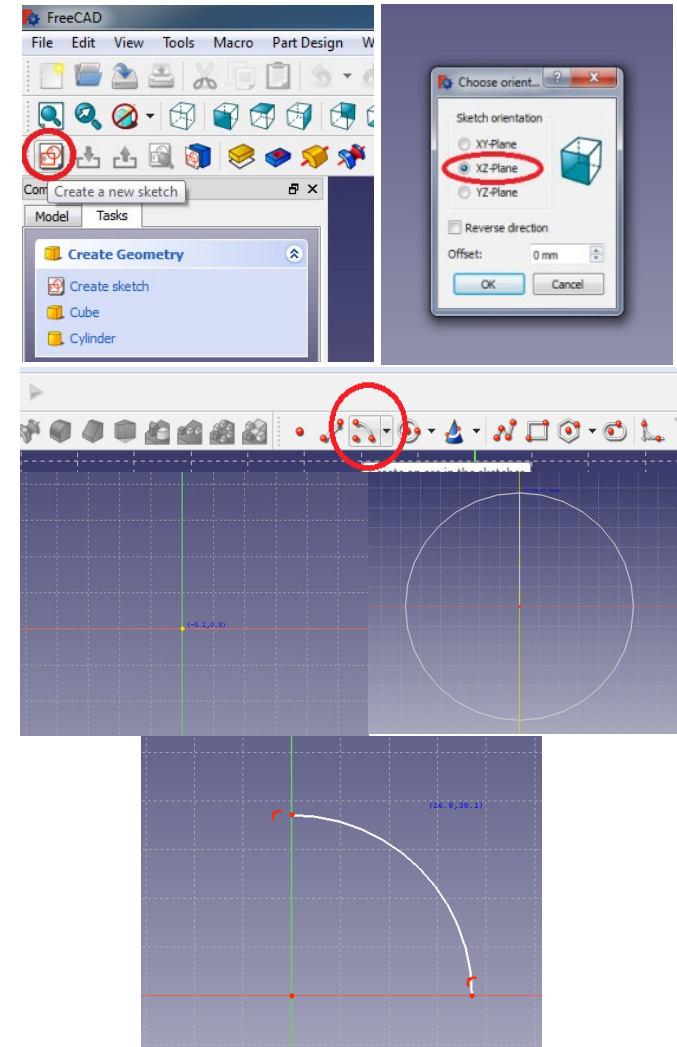 FreeCAD
File Edit View Tools Macro Part Design W
Create a new sketch
Com
Model Tasks
Create Geometry
Create sketch
Cube
Cylinder
Choose orient...
Sketch orientation
XY-Plane
XZ-Plane
YZ-Plane
Reverse direction
Offset: 0 mm
OK Cancel
(-0.2,0.0)
(26.8,38.1)